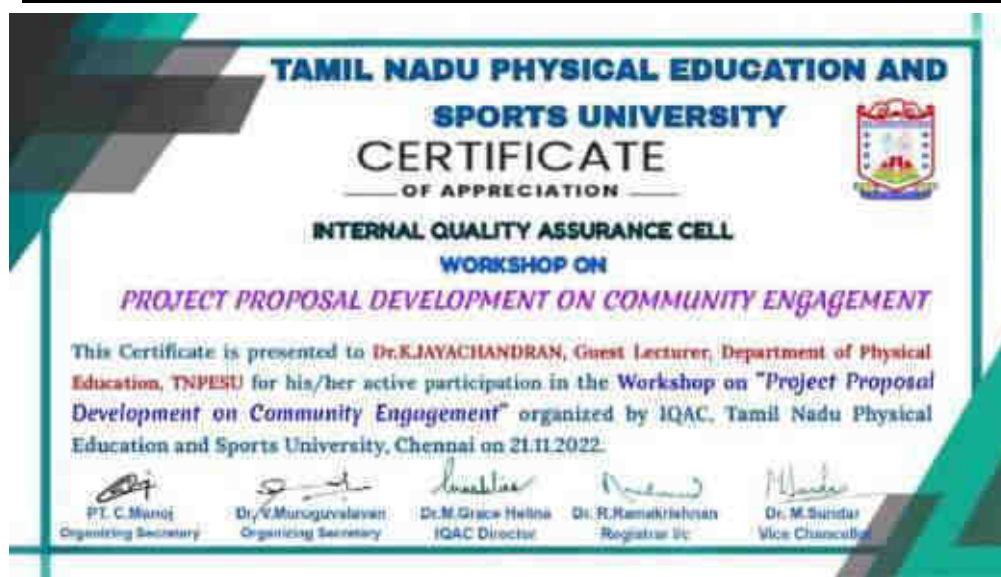 TAMIL NADU PHYSICAL EDUCATION AND
SPORTS UNIVERSITY
CERTIFICATE
OF APPRECIATION
INTERNAL QUALITY ASSURANCE CELL
WORKSHOP ON
PROJECT PROPOSAL DEVELOPMENT ON COMMUNITY ENGAGEMENT
This Certificate is presented to Dr.K.JAYACHANDRAN, Guest Lecturer, Department of Physical
Education, TNPESU for his/her active participation in the Workshop on "Project Proposal
Development on Community Engagement" organized by IQAC, Tamil Nadu Physical
Education and Sports University, Chennai on 21.11.2022.
PT. C.Manoj Dr.V.Muruguvalavan Dr.M.Grace Helina Dr. R.Ramakrishnan Dr. M.Sundar
Organizing Secretary Organizing Secretary IQAC Director Registrar i/c Vice Chancellor